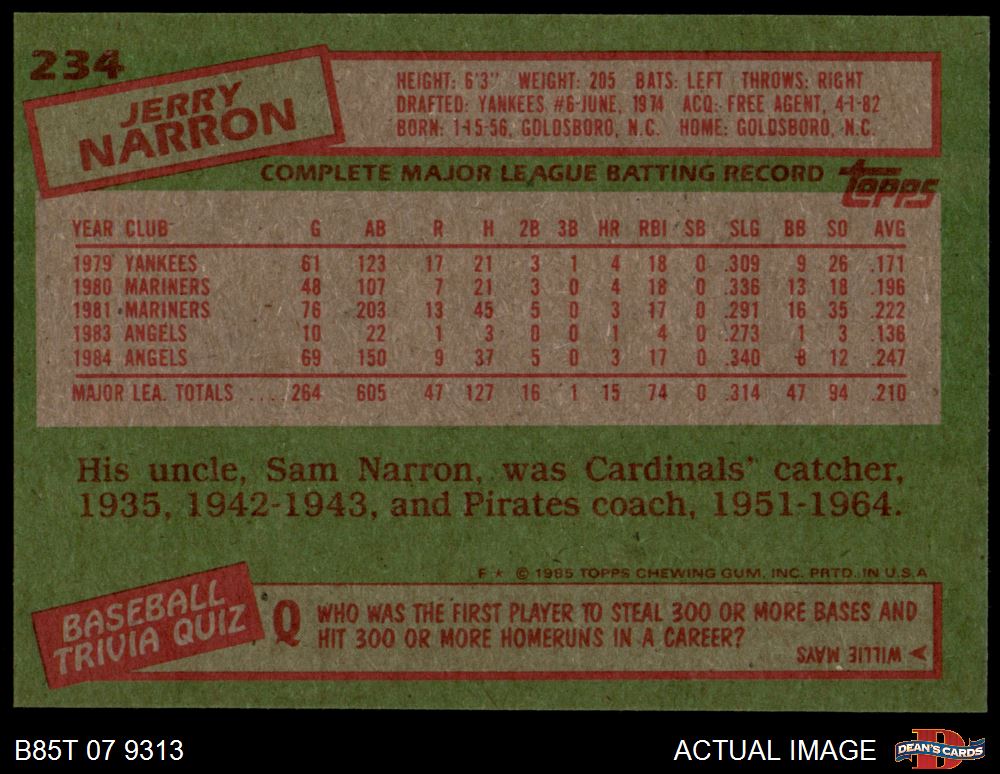 234
JERRY
NARRON
HEIGHT: 6'3" WEIGHT: 205 BATS: LEFT THROWS: RIGHT
DRAFTED: YANKEES #6-JUNE, 1974 ACQ: FREE AGENT, 4-1-82
BORN: 1-15-56, GOLDSBORO, N.C. HOME: GOLDSBORO, N.C.
COMPLETE MAJOR LEAGUE BATTING RECORD topps
YEAR CLUB G AB R H 2B 3B HR RBI SB SLG BB SO AVG
1979 YANKEES 61 123 17 21 3 1 4 18 0 .309 9 26 .171
1980 MARINERS 48 107 7 21 3 0 4 18 0 .336 13 18 .196
1981 MARINERS 76 203 13 45 5 0 3 17 0 .291 16 35 .222
1983 ANGELS 10 22 1 3 0 0 1 4 0 .273 1 3 .136
1984 ANGELS 69 150 9 37 5 0 3 17 0 .340 8 12 .247
MAJOR LEA. TOTALS .... 264 605 47 127 16 1 15 74 0 .314 47 94 .210
His uncle, Sam Narron, was Cardinals' catcher,
1935, 1942-1943, and Pirates coach, 1951-1964.
F ★ © 1985 TOPPS CHEWING GUM, INC. PRTD. IN U.S.A
BASEBALL
TRIVIA QUIZ
Q WHO WAS THE FIRST PLAYER TO STEAL 300 OR MORE BASES AND
HIT 300 OR MORE HOMERUNS IN A CAREER?
WILLIE MAYS
B85T 07 9313
ACTUAL IMAGE
D
DEAN'S CARDS